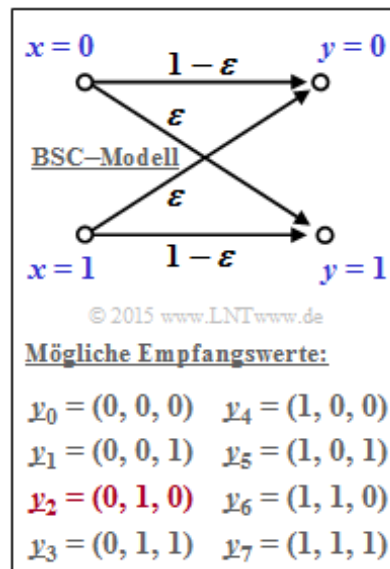 x = 0 y = 0
1 − ε
ε
BSC–Modell
ε
1 − ε
x = 1 y = 1
© 2015 www.LNTwww.de
Mögliche Empfangswerte:
y₀ = (0, 0, 0) y₄ = (1, 0, 0)
y₁ = (0, 0, 1) y₅ = (1, 0, 1)
y₂ = (0, 1, 0) y₆ = (1, 1, 0)
y₃ = (0, 1, 1) y₇ = (1, 1, 1)